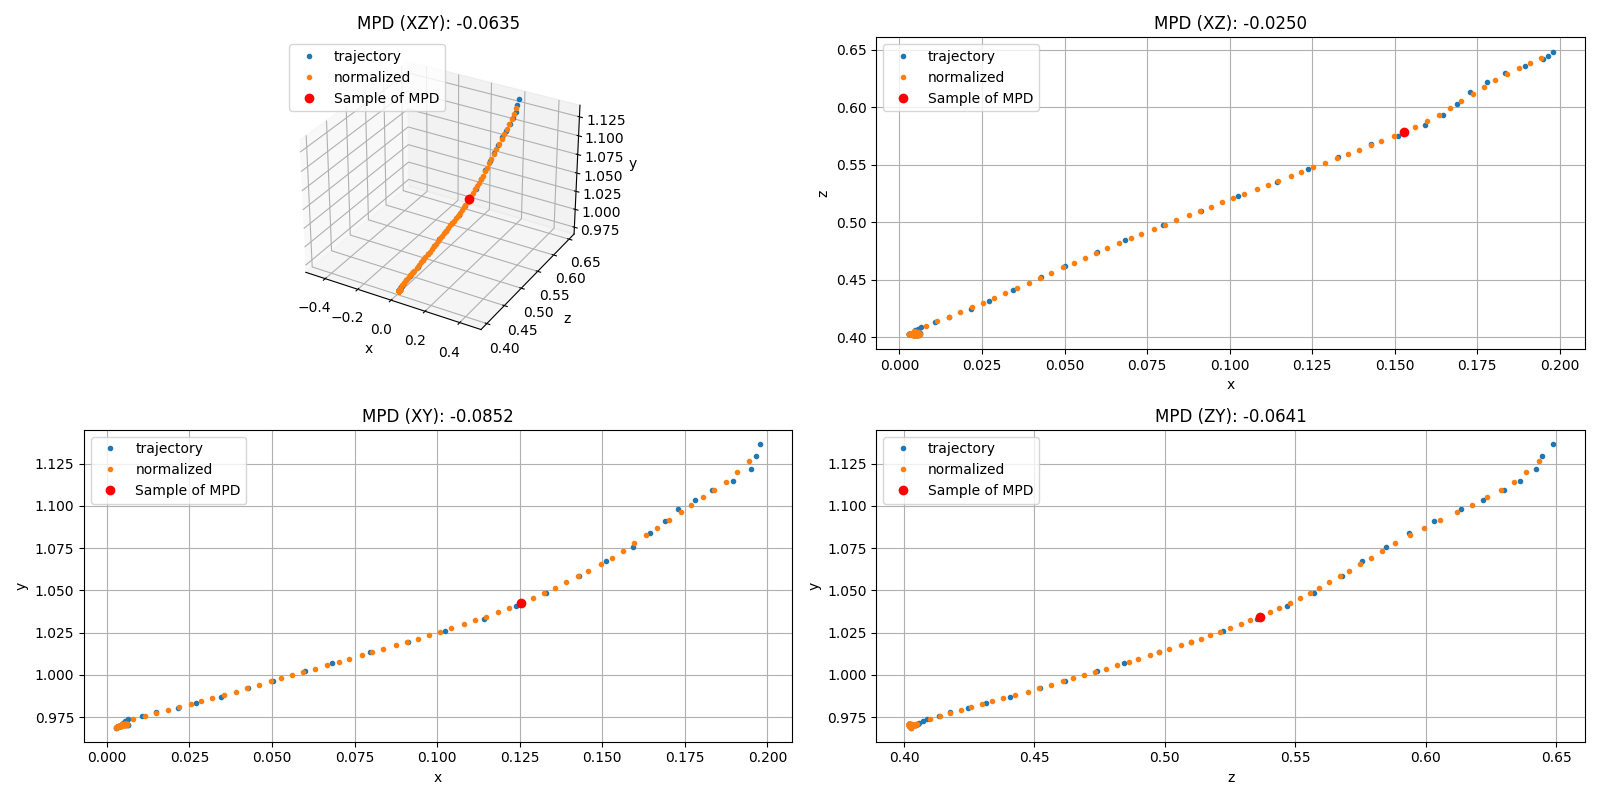 MPD (XZY): -0.0635
trajectory
normalized
Sample of MPD
1.125
1.100
1.075
1.050
1.025
1.000
0.975
y
0.65
0.60
0.55
0.50
0.45
0.40
z
−0.4
−0.2
0.0
0.2
0.4
x
MPD (XZ): -0.0250
trajectory
normalized
Sample of MPD
0.65
0.60
0.55
0.50
0.45
0.40
z
0.000 0.025 0.050 0.075 0.100 0.125 0.150 0.175 0.200
x
MPD (XY): -0.0852
trajectory
normalized
Sample of MPD
1.125
1.100
1.075
1.050
1.025
1.000
0.975
y
0.000 0.025 0.050 0.075 0.100 0.125 0.150 0.175 0.200
x
MPD (ZY): -0.0641
trajectory
normalized
Sample of MPD
1.125
1.100
1.075
1.050
1.025
1.000
0.975
y
0.40 0.45 0.50 0.55 0.60 0.65
z